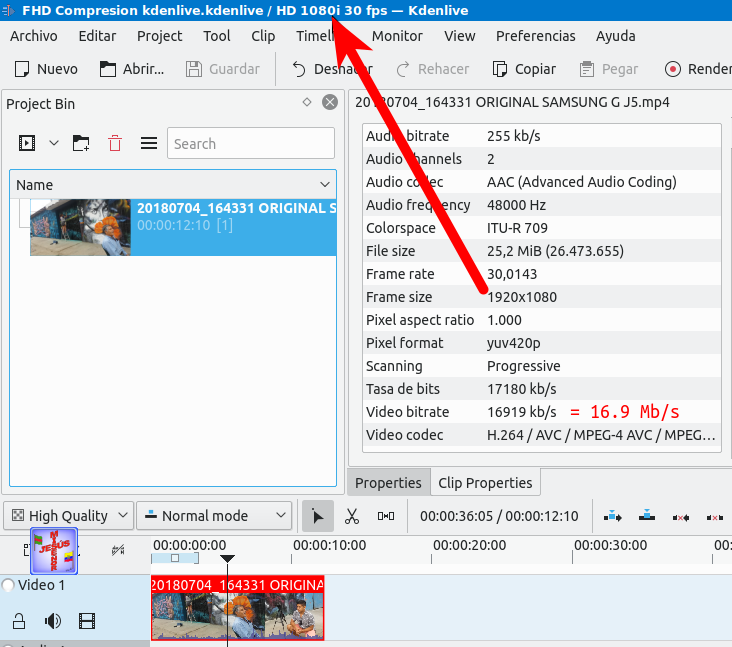 FHD Compresion kdenlive.kdenlive / HD 1080i 30 fps — Kdenlive
Archivo Editar Project Tool Clip Monitor View Preferencias Ayuda
Nuevo Abrir... Guardar Rehacer Copiar Pegar
Project Bin
Search
Name
20180704_164331 ORIGINAL S
00:00:12:10 [1]
ORIGINAL SAMSUNG G J5.mp4
bitrate 255 kb/s
Audio channels 2
Audio codec AAC (Advanced Audio Coding)
Audio frequency 48000 Hz
Colorspace ITU-R 709
File size 25,2 MiB (26.473.655)
Frame rate 30,0143
Frame size 1920x1080
Pixel aspect ratio 1.000
Pixel format yuv420p
Scanning Progressive
Tasa de bits 17180 kb/s
Video bitrate 16919 kb/s = 16.9 Mb/s
Video codec H.264 / AVC / MPEG-4 AVC / MPEG...
Properties Clip Properties
High Quality Normal mode 00:00:36:05 / 00:00:12:10
JESÚS
00:00:00:00 00:00:10:00 00:00:20:00 00:00:30:00 00:
Video 1
20180704_164331 ORIGINA